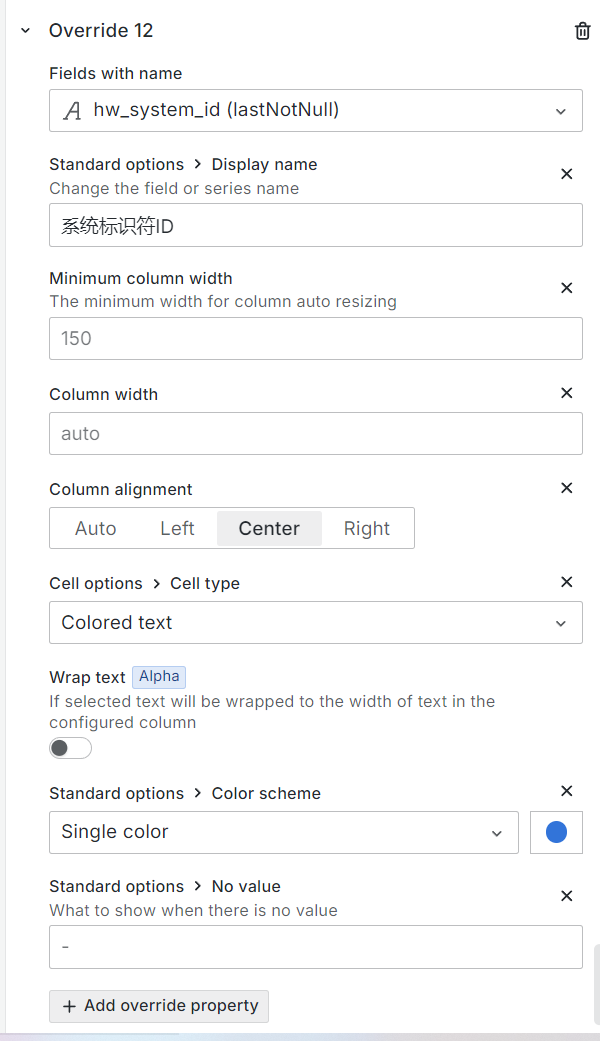 Override 12
Fields with name
hw_system_id (lastNotNull)
Standard options > Display name
Change the field or series name
系统标识符ID
Minimum column width
The minimum width for column auto resizing
150
Column width
auto
Column alignment
Auto Left Center Right
Cell options > Cell type
Colored text
Wrap text Alpha
If selected text will be wrapped to the width of text in the
configured column
Standard options > Color scheme
Single color
Standard options > No value
What to show when there is no value
-
+ Add override property